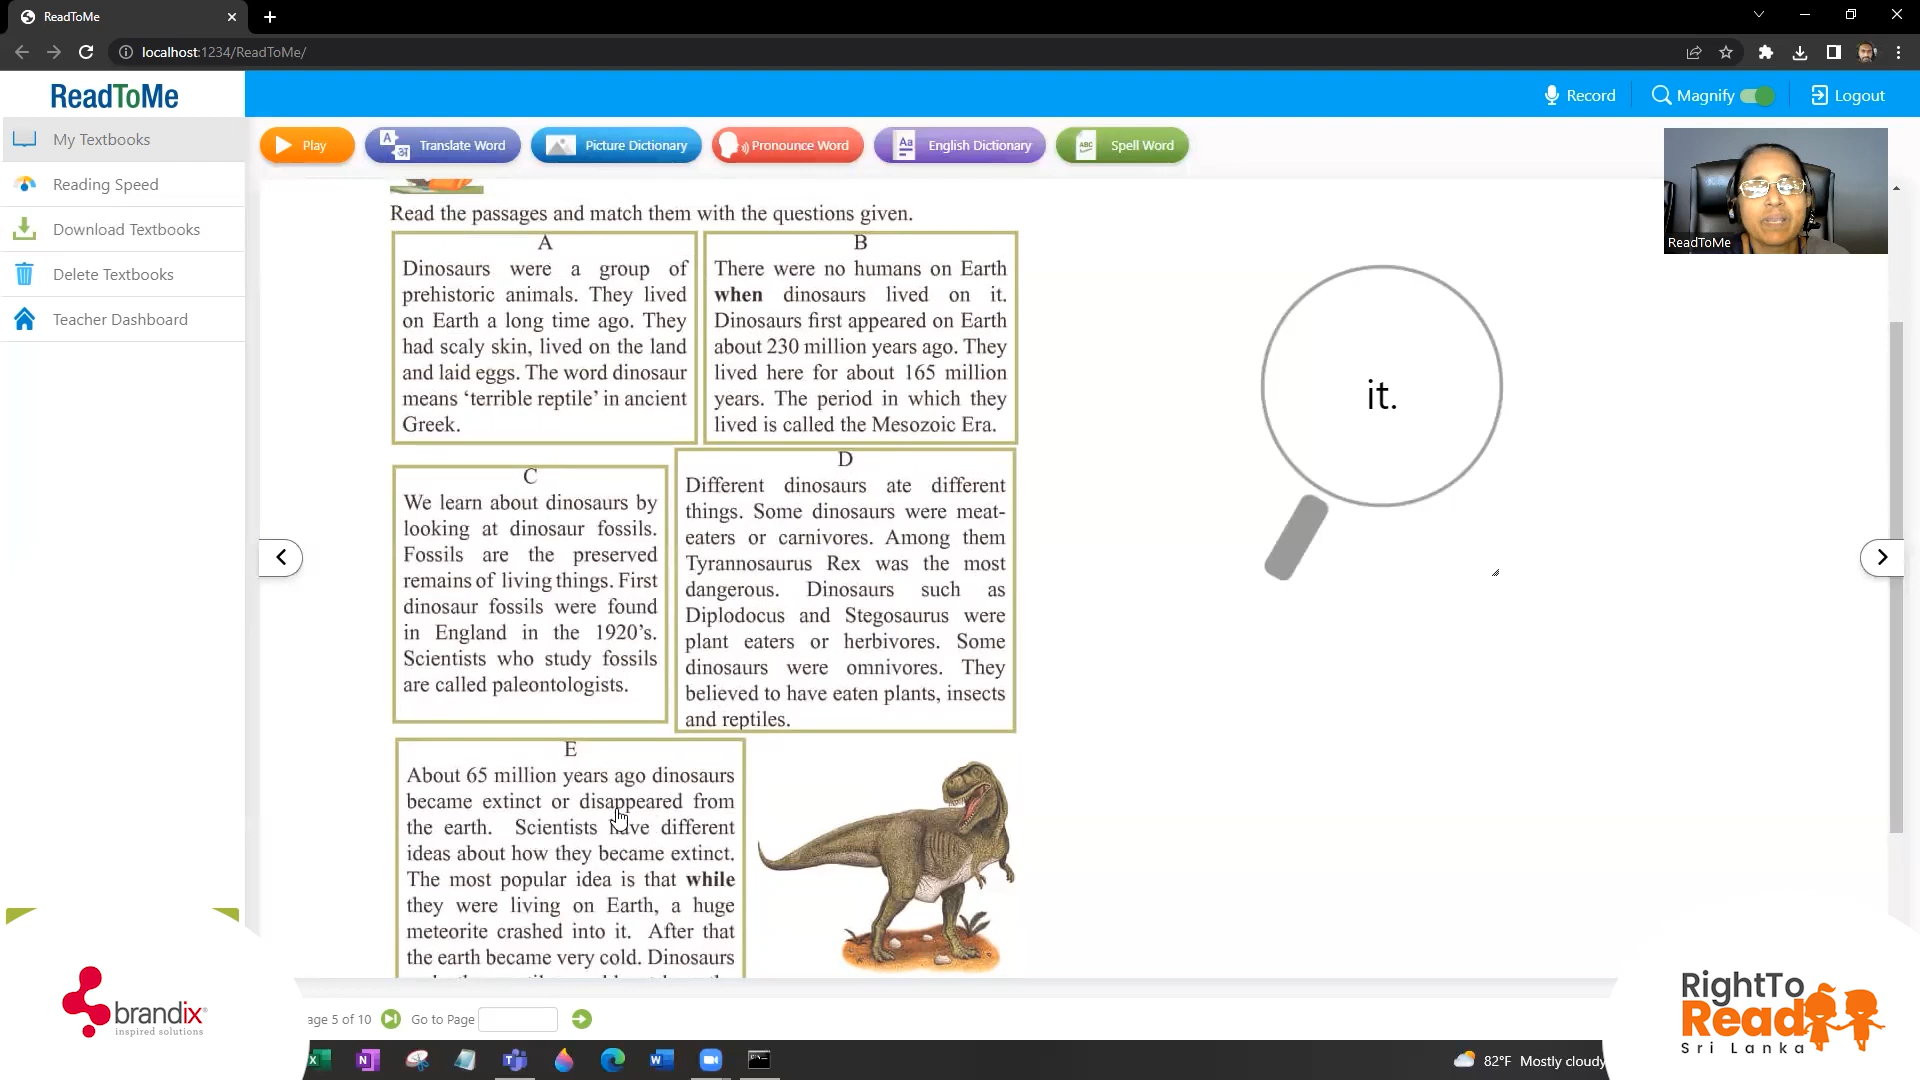 ReadToMe
localhost:1234/ReadToMe/
ReadToMe
Record
Magnify
Logout
My Textbooks
Reading Speed
Download Textbooks
Delete Textbooks
Teacher Dashboard
Play
Translate Word
Picture Dictionary
Pronounce Word
English Dictionary
Spell Word
ReadToMe
Read the passages and match them with the questions given.
A
Dinosaurs were a group of
prehistoric animals. They lived
on Earth a long time ago. They
had scaly skin, lived on the land
and laid eggs. The word dinosaur
means ‘terrible reptile’ in ancient
Greek.
B
There were no humans on Earth
when dinosaurs lived on it.
Dinosaurs first appeared on Earth
about 230 million years ago. They
lived here for about 165 million
years. The period in which they
lived is called the Mesozoic Era.
C
We learn about dinosaurs by
looking at dinosaur fossils.
Fossils are the preserved
remains of living things. First
dinosaur fossils were found
in England in the 1920’s.
Scientists who study fossils
are called paleontologists.
D
Different dinosaurs ate different
things. Some dinosaurs were meat-
eaters or carnivores. Among them
Tyrannosaurus Rex was the most
dangerous. Dinosaurs such as
Diplodocus and Stegosaurus were
plant eaters or herbivores. Some
dinosaurs were omnivores. They
believed to have eaten plants, insects
and reptiles.
E
About 65 million years ago dinosaurs
became extinct or disappeared from
the earth. Scientists have different
ideas about how they became extinct.
The most popular idea is that while
they were living on Earth, a huge
meteorite crashed into it. After that
the earth became very cold. Dinosaurs
it.
age 5 of 10
Go to Page
brandix
inspired solutions
RightTo
Read
Sri Lanka
82°F Mostly cloudy